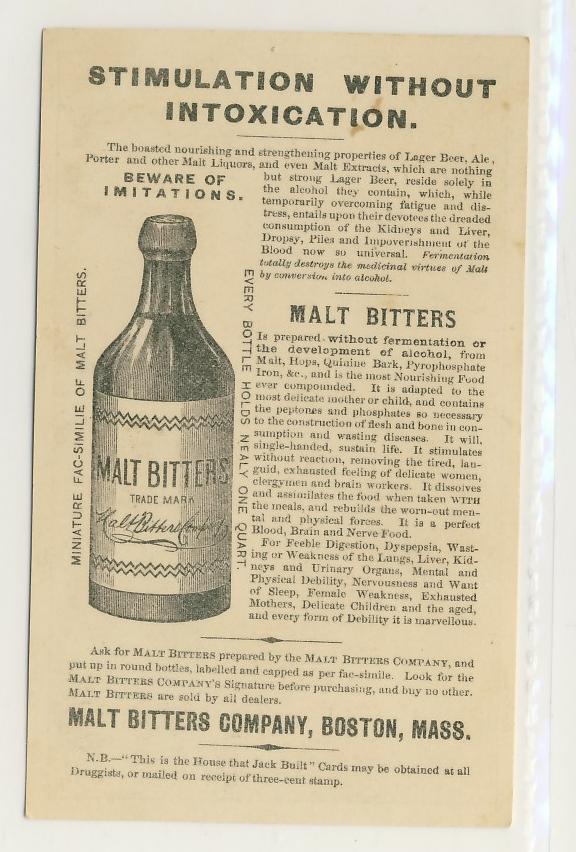 STIMULATION WITHOUT
INTOXICATION.
The boasted nourishing and strengthening properties of Lager Beer, Ale,
Porter and other Malt Liquors, and even Malt Extracts, which are nothing
but strong Lager Beer, reside solely in
the alcohol they contain, which, while
temporarily overcoming fatigue and dis-
tress, entails upon their devotees the dreaded
consumption of the Kidneys and Liver,
Dropsy, Piles and Impoverishment of the
Blood now so universal. Fermentation
totally destroys the medicinal virtues of Malt
by conversion into alcohol.
BEWARE OF
IMITATIONS.
MINIATURE FAC-SIMILIE OF MALT BITTERS.
EVERY BOTTLE HOLDS NEALY ONE QUART.
MALT BITTERS
TRADE MARK
Malt Bitters Company
MALT BITTERS
Is prepared without fermentation or
the development of alcohol, from
Malt, Hops, Quinine Bark, Pyrophosphate
Iron, &c., and is the most Nourishing Food
ever compounded. It is adapted to the
most delicate mother or child, and contains
the peptones and phosphates so necessary
to the construction of flesh and bone in con-
sumption and wasting diseases. It will,
single-handed, sustain life. It stimulates
without reaction, removing the tired, lan-
guid, exhausted feeling of delicate women,
clergymen and brain workers. It dissolves
and assimilates the food when taken WITH
the meals, and rebuilds the worn-out men-
tal and physical forces. It is a perfect
Blood, Brain and Nerve Food.
For Feeble Digestion, Dyspepsia, Wast-
ing or Weakness of the Lungs, Liver, Kid-
neys and Urinary Organs, Mental and
Physical Debility, Nervousness and Want
of Sleep, Female Weakness, Exhausted
Mothers, Delicate Children and the aged,
and every form of Debility it is marvellous.
Ask for MALT BITTERS prepared by the MALT BITTERS COMPANY, and
put up in round bottles, labelled and capped as per fac-simile. Look for the
MALT BITTERS COMPANY'S Signature before purchasing, and buy no other.
MALT BITTERS are sold by all dealers.
MALT BITTERS COMPANY, BOSTON, MASS.
N.B.—"This is the House that Jack Built" Cards may be obtained at all
Druggists, or mailed on receipt of three-cent stamp.